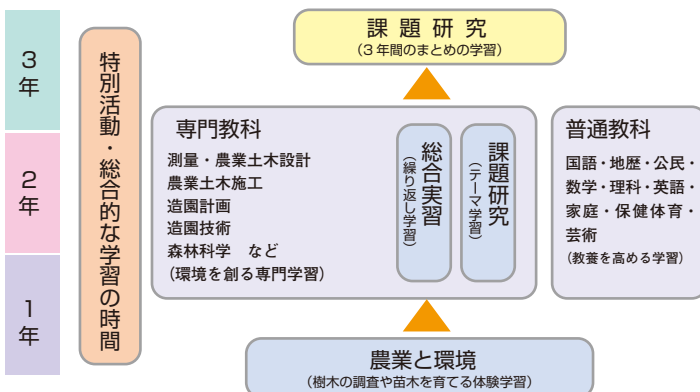 3年
2年
1年
特別活動・総合的な学習の時間
課題研究
(3年間のまとめの学習)
専門教科
測量・農業土木設計
農業土木施工
造園計画
造園技術
森林科学 など
(環境を創る専門学習)
総合実習
(繰り返し学習)
課題研究
(テーマ学習)
普通教科
国語・地歴・公民・
数学・理科・英語・
家庭・保健体育・
芸術
(教養を高める学習)
農業と環境
(樹木の調査や苗木を育てる体験学習)